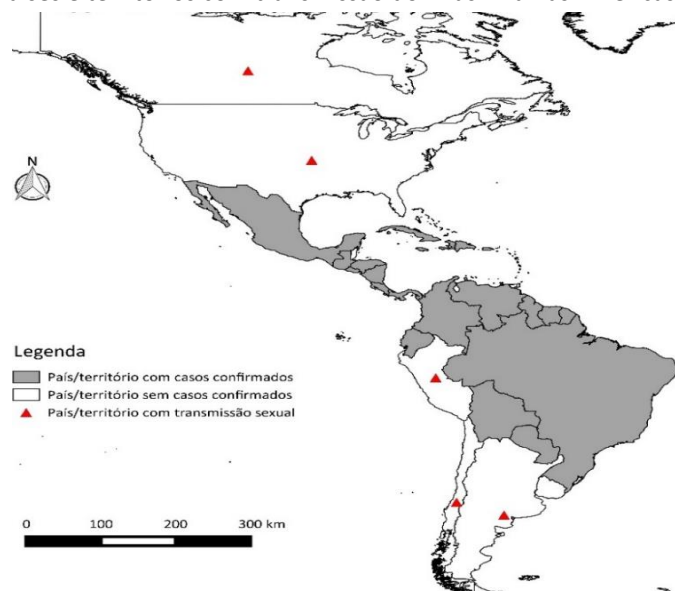 N
Legenda
País/território com casos confirmados
País/território sem casos confirmados
País/território com transmissão sexual
0 100 200 300 km